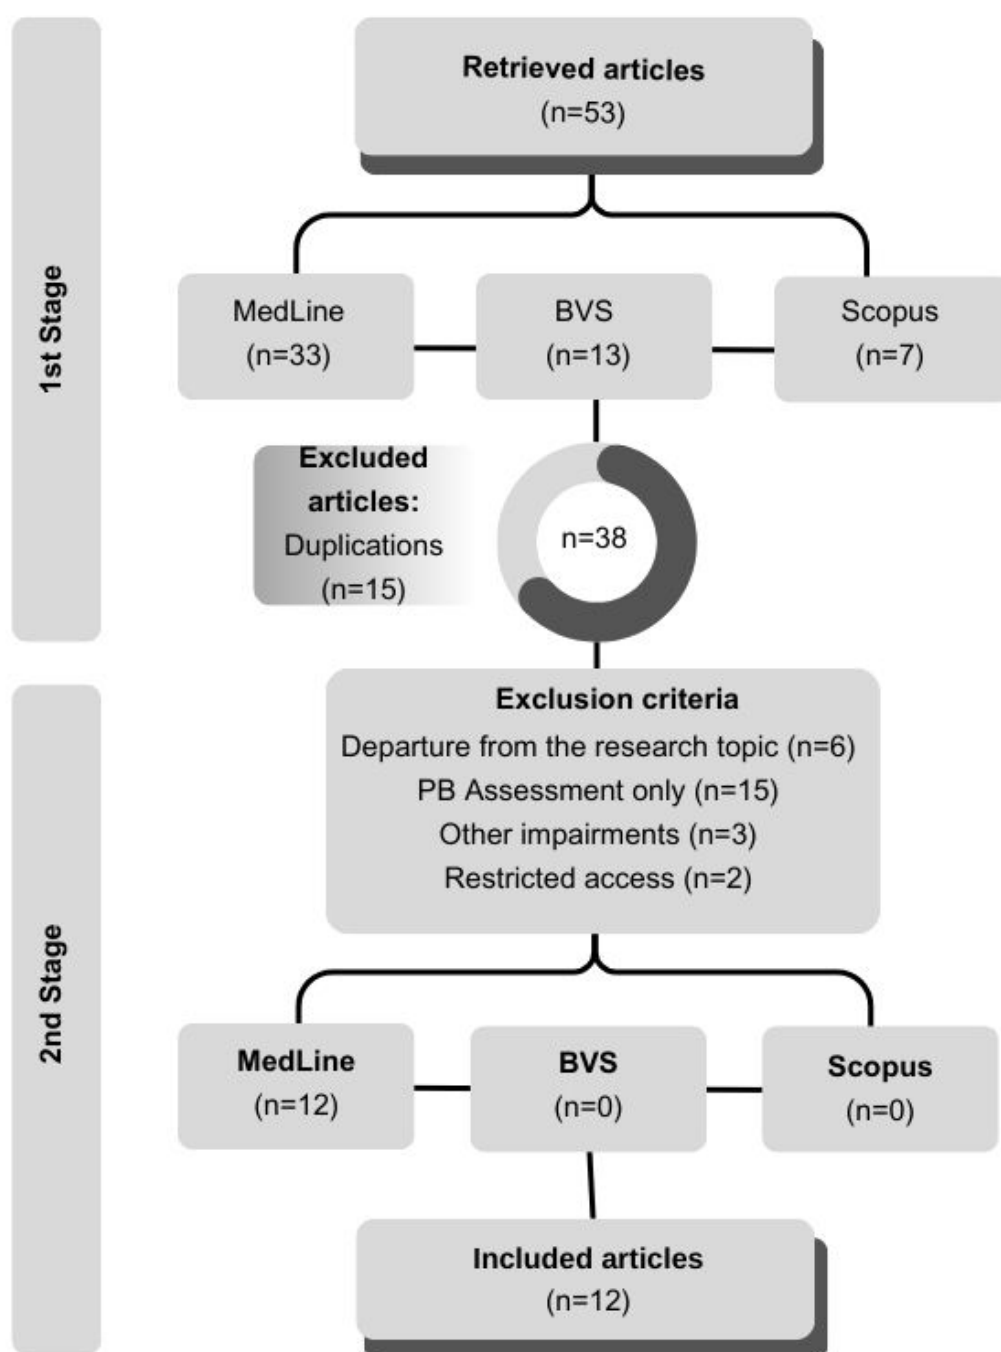 1st Stage
Retrieved articles
(n=53)
MedLine
(n=33)
BVS
(n=13)
Scopus
(n=7)
Excluded
articles:
Duplications
(n=15)
n=38
2nd Stage
Exclusion criteria
Departure from the research topic (n=6)
PB Assessment only (n=15)
Other impairments (n=3)
Restricted access (n=2)
MedLine
(n=12)
BVS
(n=0)
Scopus
(n=0)
Included articles
(n=12)